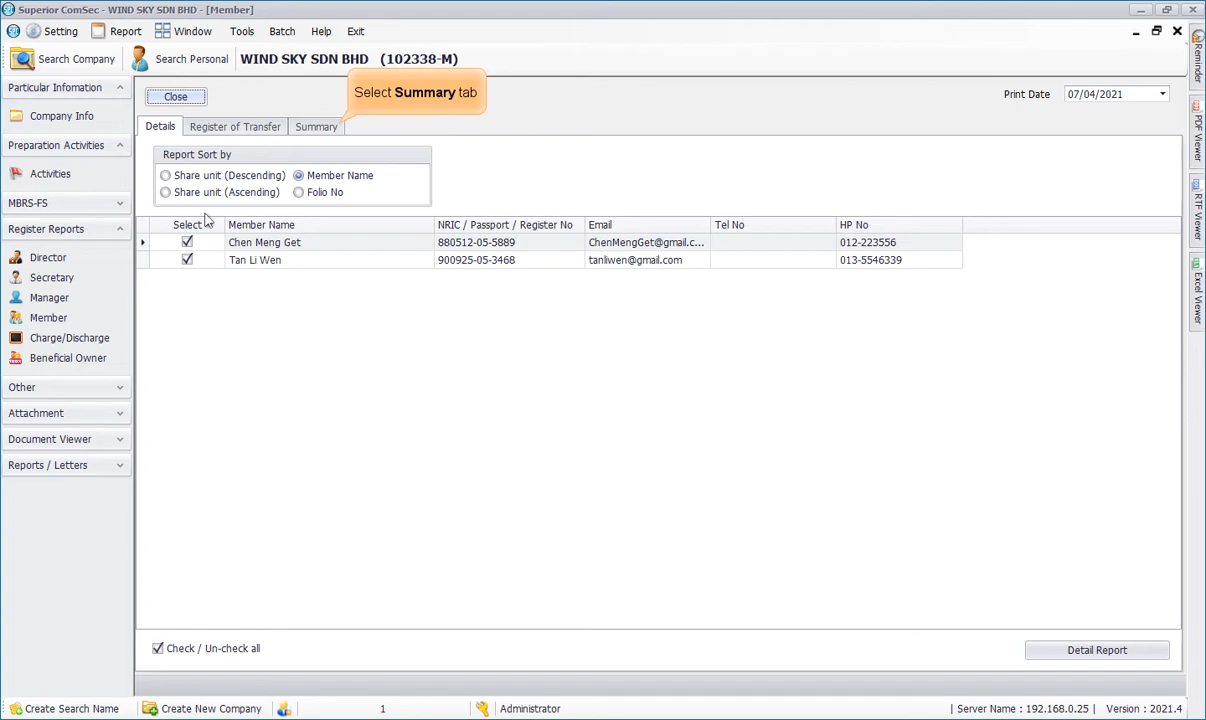 Superior ComSec - WIND SKY SDN BHD - [Member]
Setting Report Window Tools Batch Help Exit
Search Company Search Personal WIND SKY SDN BHD (102338-M)
Particular Infomation
Company Info
Preparation Activities
Activities
MBRS-FS
Register Reports
Director
Secretary
Manager
Member
Charge/Discharge
Beneficial Owner
Other
Attachment
Document Viewer
Reports / Letters
Close
Select Summary tab
Print Date 07/04/2021
Details Register of Transfer Summary
Report Sort by
Share unit (Descending) Member Name
Share unit (Ascending) Folio No
Select Member Name NRIC / Passport / Register No Email Tel No HP No
Chen Meng Get 880512-05-5889 ChenMengGet@gmail.c... 012-223556
Tan Li Wen 900925-05-3468 tanliwen@gmail.com 013-5546339
Check / Un-check all
Detail Report
Reminder
PDF Viewer
RTF Viewer
Excel Viewer
Create Search Name Create New Company 1 Administrator | Server Name : 192.168.0.25 | Version : 2021.4